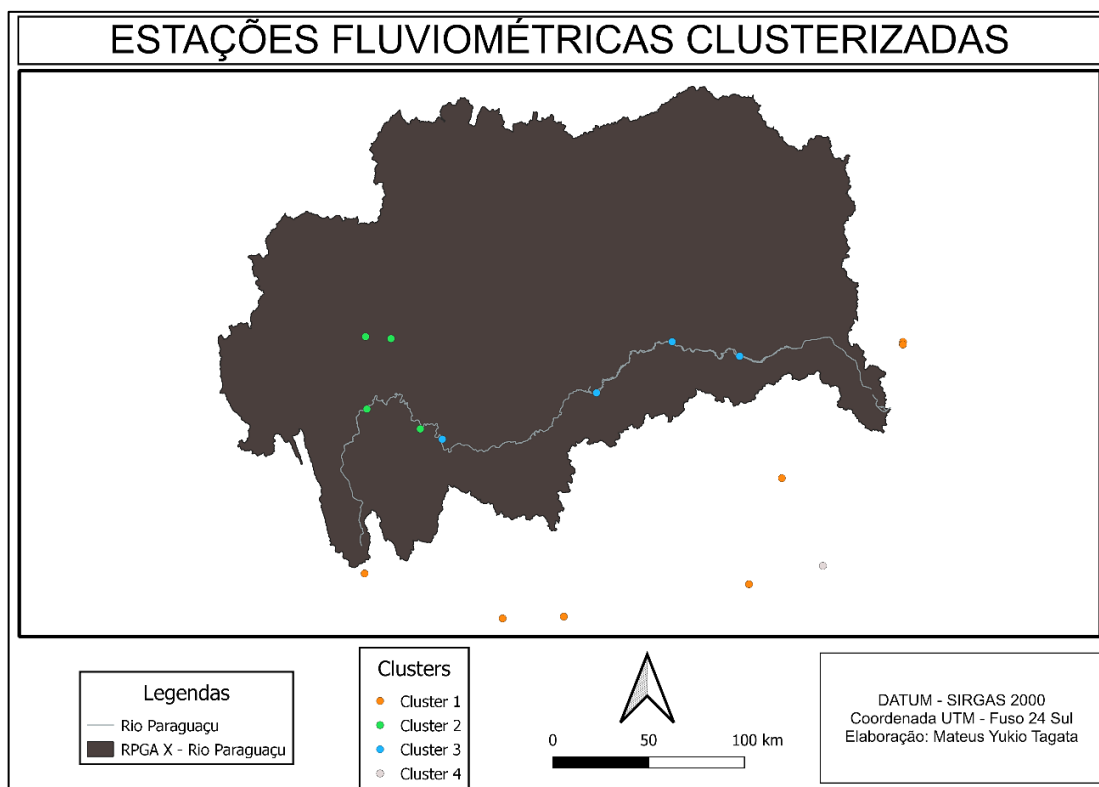 ESTAÇÕES FLUVIOMÉTRICAS CLUSTERIZADAS
Legendas
Rio Paraguaçu
RPGA X - Rio Paraguaçu
Clusters
Cluster 1
Cluster 2
Cluster 3
Cluster 4
0 50 100 km
DATUM - SIRGAS 2000
Coordenada UTM - Fuso 24 Sul
Elaboração: Mateus Yukio Tagata